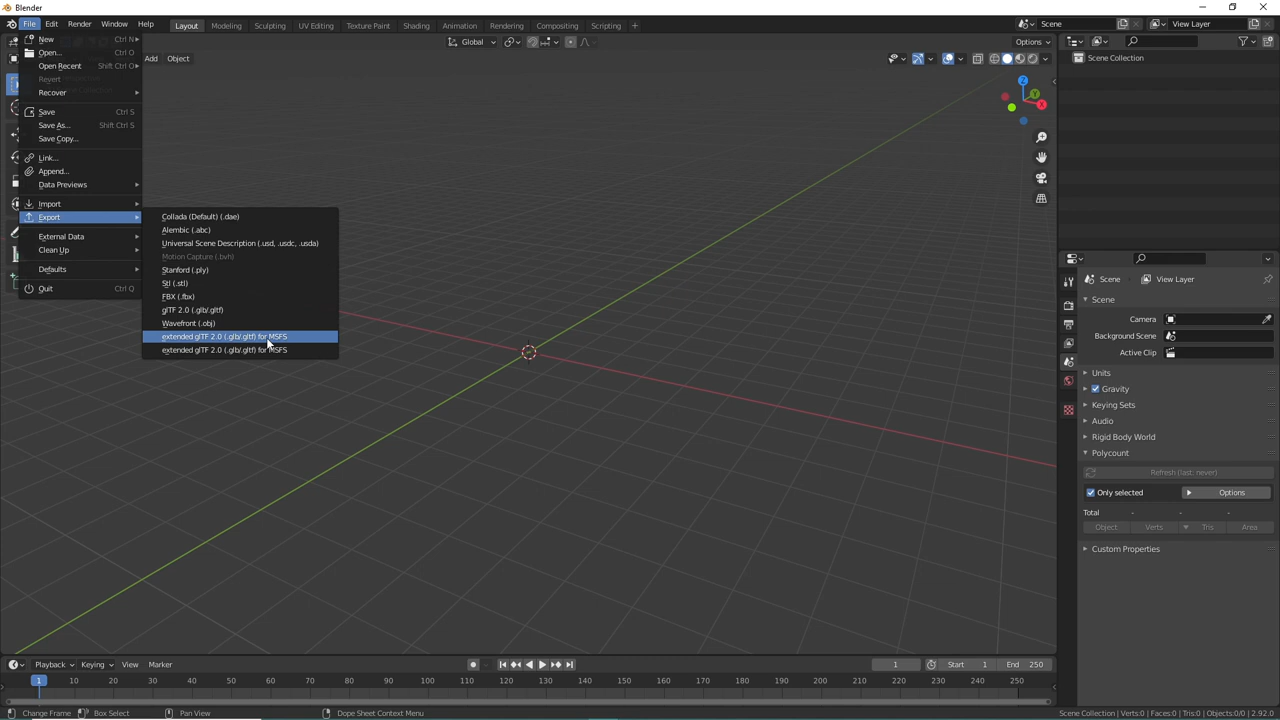 Blender
File Edit Render Window Help Layout Modeling Sculpting UV Editing Texture Paint Shading Animation Rendering Compositing Scripting + Scene View Layer
Global Options
Add Object
New Ctrl N
Open... Ctrl O
Open Recent Shift Ctrl O
Revert
Recover
Save Ctrl S
Save As... Shift Ctrl S
Save Copy...
Link...
Append...
Data Previews
Import
Export
External Data
Clean Up
Defaults
Quit Ctrl Q
Collada (Default) (.dae)
Alembic (.abc)
Universal Scene Description (.usd, .usdc, .usda)
Motion Capture (.bvh)
Stanford (.ply)
Stl (.stl)
FBX (.fbx)
glTF 2.0 (.glb/.gltf)
Wavefront (.obj)
extended glTF 2.0 (.glb/.gltf) for MSFS
extended glTF 2.0 (.glb/.gltf) for MSFS
Z
Y
X
Scene Collection
Scene View Layer
Scene
Camera
Background Scene
Active Clip
Units
Gravity
Keying Sets
Audio
Rigid Body World
Polycount
Refresh (last: never)
Only selected Options
Total - - -
Object Verts Tris Area
Custom Properties
Playback Keying View Marker 1 Start 1 End 250
1 10 20 30 40 50 60 70 80 90 100 110 120 130 140 150 160 170 180 190 200 210 220 230 240 250
Change Frame Box Select Pan View Dope Sheet Context Menu Scene Collection | Verts:0 | Faces:0 | Tris:0 | Objects:0/0 | 2.92.0